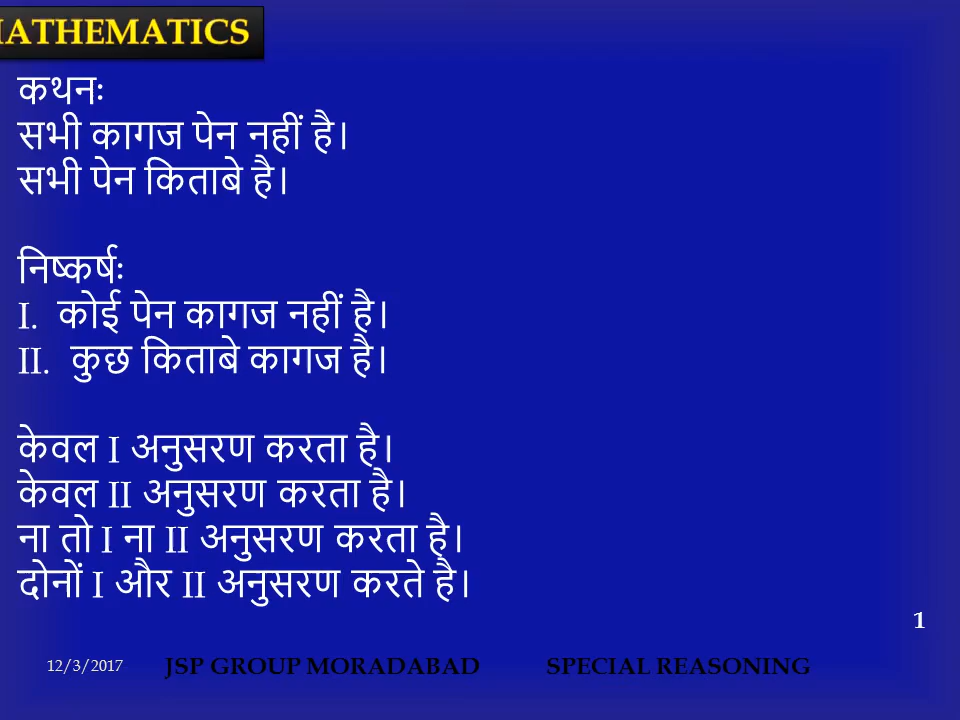 MATHEMATICS
कथनः
सभी कागज पेन नहीं है।
सभी पेन किताबे है।
निष्कर्षः
I. कोई पेन कागज नहीं है।
II. कुछ किताबे कागज है।
केवल I अनुसरण करता है।
केवल II अनुसरण करता है।
ना तो I ना II अनुसरण करता है।
दोनों I और II अनुसरण करते है।
1
12/3/2017 JSP GROUP MORADABAD SPECIAL REASONING